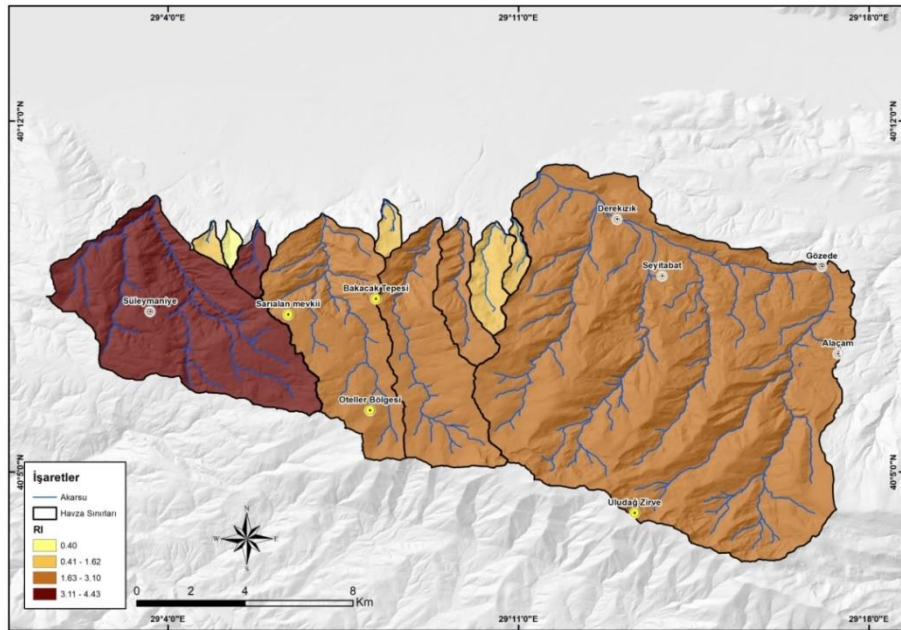 29°4'0"E 29°11'0"E 29°18'0"E
40°12'0"N 40°12'0"N
Derekızık
Gözede
Seyitabat
Bakacak Tepesi
Süleymaniye
Sarıalan mevkii
Alaçam
Oteller Bölgesi
40°5'0"N 40°5'0"N
Uludağ Zirve
İşaretler
Akarsu
Havza Sınırları
RI
0.40
0.41 - 1.62
1.63 - 3.10
3.11 - 4.43
N
W E
S
0 2 4 8
Km
29°4'0"E 29°11'0"E 29°18'0"E